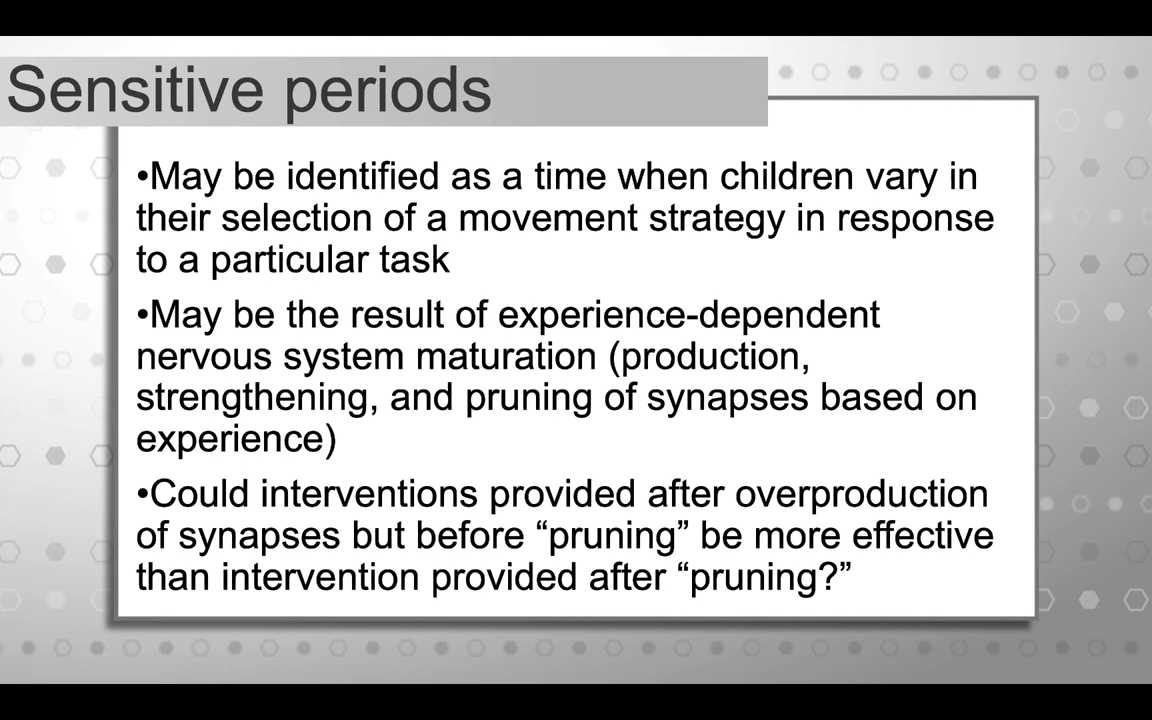 Sensitive periods
•May be identified as a time when children vary in
their selection of a movement strategy in response
to a particular task
•May be the result of experience-dependent
nervous system maturation (production,
strengthening, and pruning of synapses based on
experience)
•Could interventions provided after overproduction
of synapses but before “pruning” be more effective
than intervention provided after “pruning?”